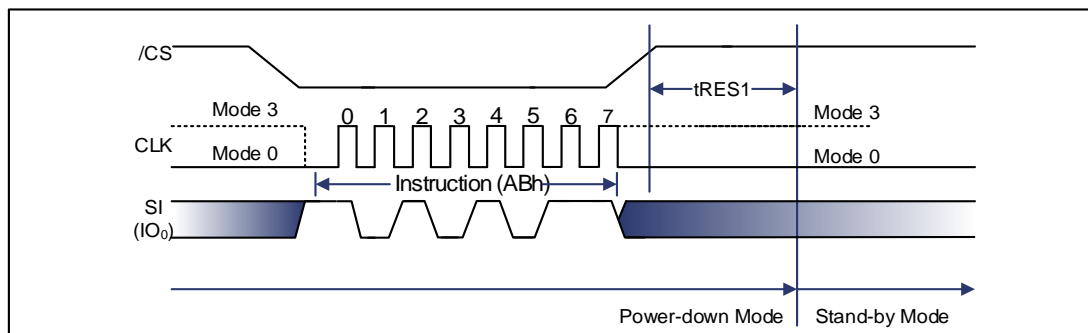 /CS
tRES1
Mode 3
0 1 2 3 4 5 6 7
Mode 3
CLK
Mode 0
Mode 0
Instruction (ABh)
SI
(IO₀)
Power-down Mode
Stand-by Mode